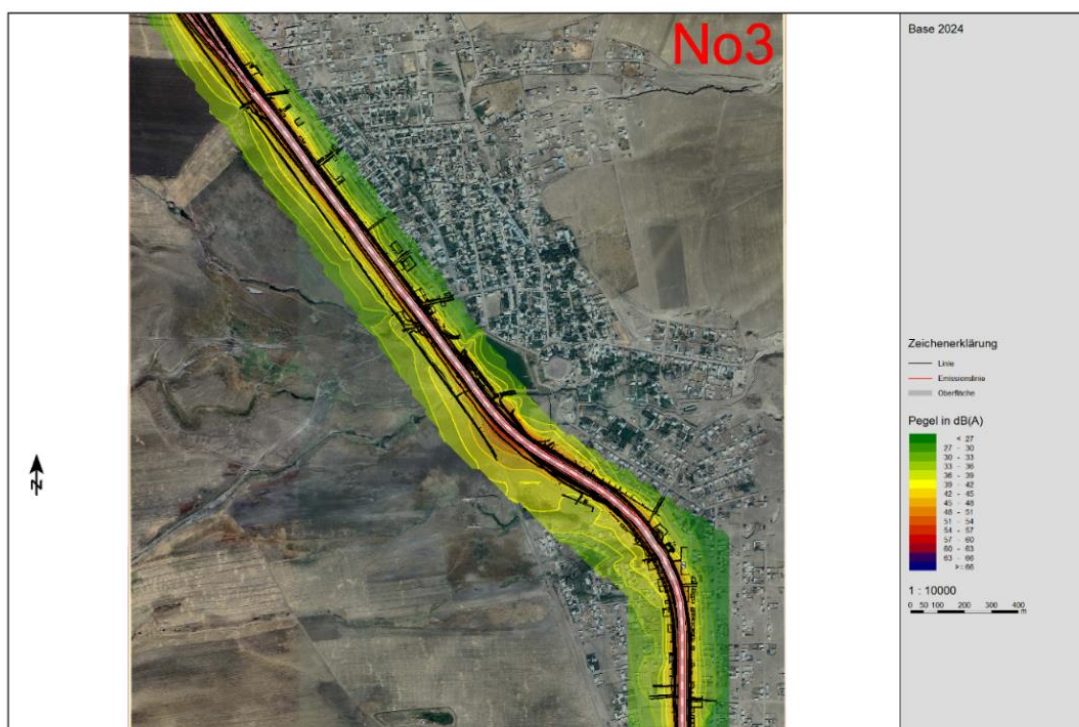 No3
Base 2024
Zeichenerklärung
Linie
Emissionslinie
Oberfläche
Pegel in dB(A)
< 27
27 - 30
30 - 33
33 - 36
36 - 39
39 - 42
42 - 45
45 - 48
48 - 51
51 - 54
54 - 57
57 - 60
60 - 63
63 - 66
>= 66
1 : 10000
0 50 100 200 300 400
m
N